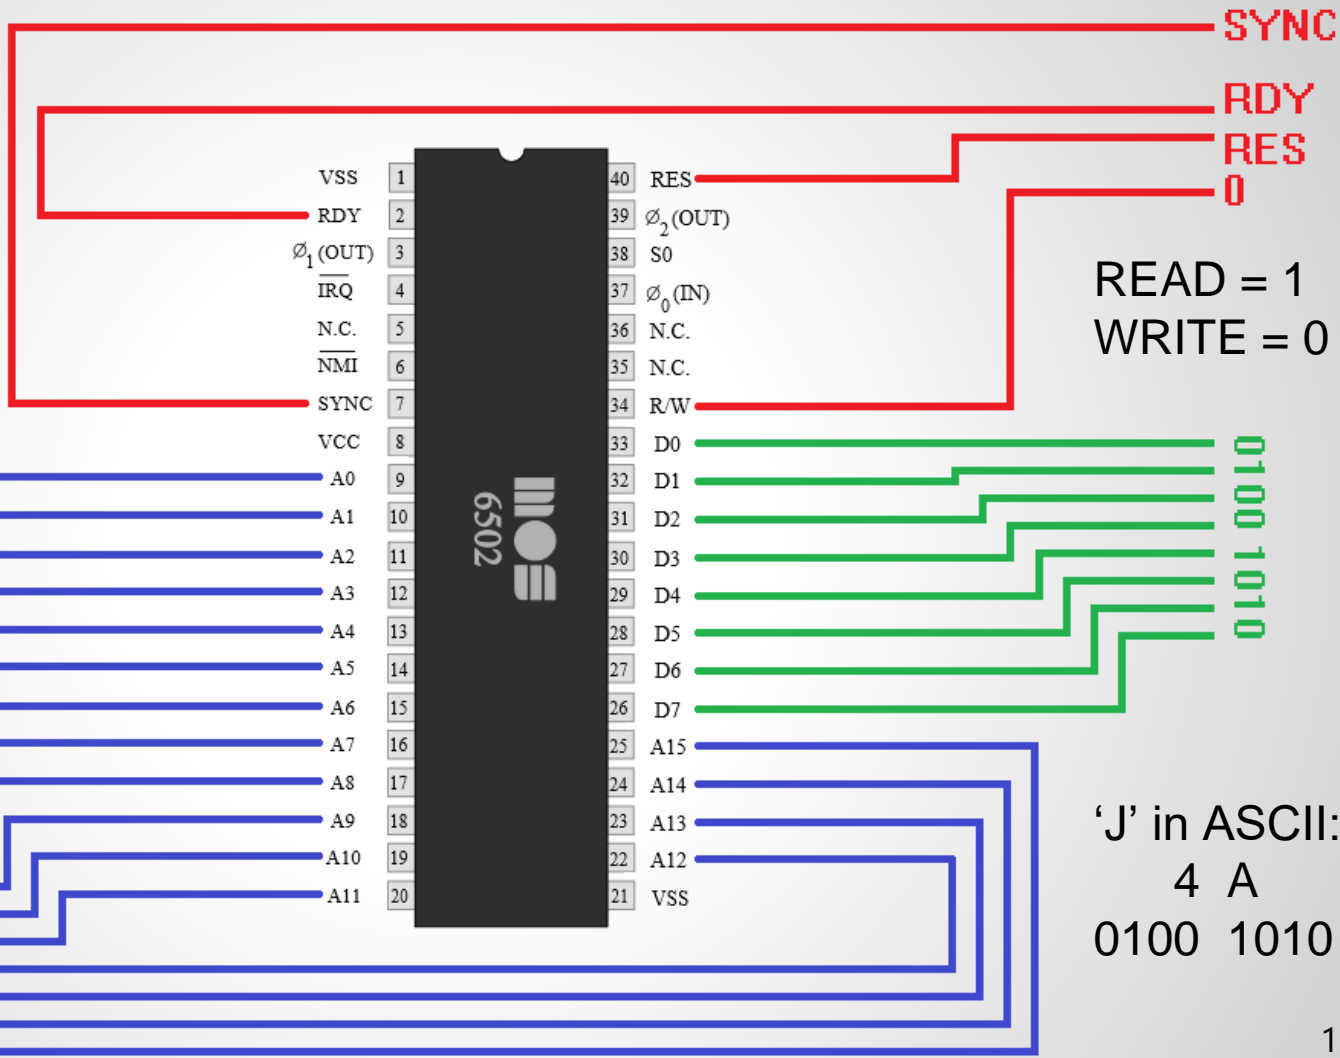 SYNC
RDY
RES
0
VSS 1
RDY 2
Ø1(OUT) 3
IRQ 4
N.C. 5
NMI 6
SYNC 7
VCC 8
A0 9
A1 10
A2 11
A3 12
A4 13
A5 14
A6 15
A7 16
A8 17
A9 18
A10 19
A11 20
mos
6502
40 RES
39 Ø2(OUT)
38 S0
37 Ø0(IN)
36 N.C.
35 N.C.
34 R/W
33 D0
32 D1
31 D2
30 D3
29 D4
28 D5
27 D6
26 D7
25 A15
24 A14
23 A13
22 A12
21 VSS
READ = 1
WRITE = 0
0100 1010
‘J’ in ASCII:
4 A
0100 1010
1